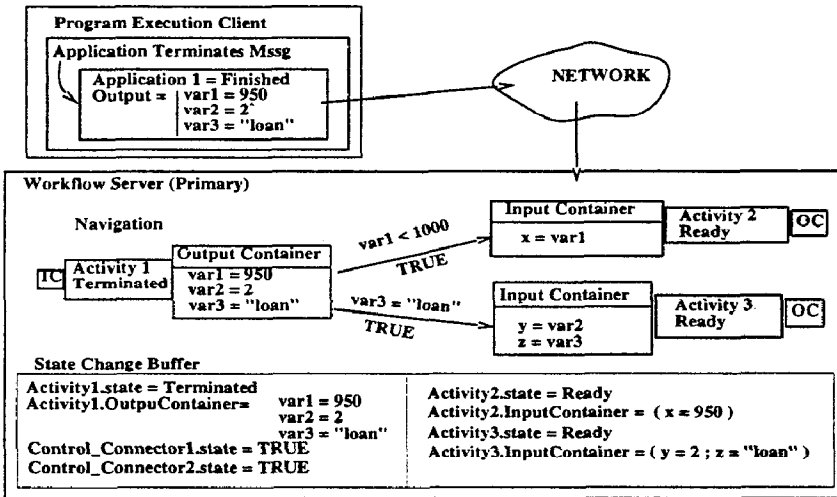 Program Execution Client
Application Terminates Mssg
Application 1 = Finished
Output = var1 = 950
var2 = 2
var3 = "loan"
NETWORK
Workflow Server (Primary)
Navigation
IC
Activity 1
Terminated
Output Container
var1 = 950
var2 = 2
var3 = "loan"
var1 < 1000
TRUE
var3 = "loan"
TRUE
Input Container
x = var1
Activity 2
Ready
OC
Input Container
y = var2
z = var3
Activity 3
Ready
OC
State Change Buffer
Activity1.state = Terminated
Activity1.OutpuContainer= var1 = 950
var2 = 2
var3 = "loan"
Control_Connector1.state = TRUE
Control_Connector2.state = TRUE
Activity2.state = Ready
Activity2.InputContainer = ( x = 950 )
Activity3.state = Ready
Activity3.InputContainer = ( y = 2 ; z = "loan" )